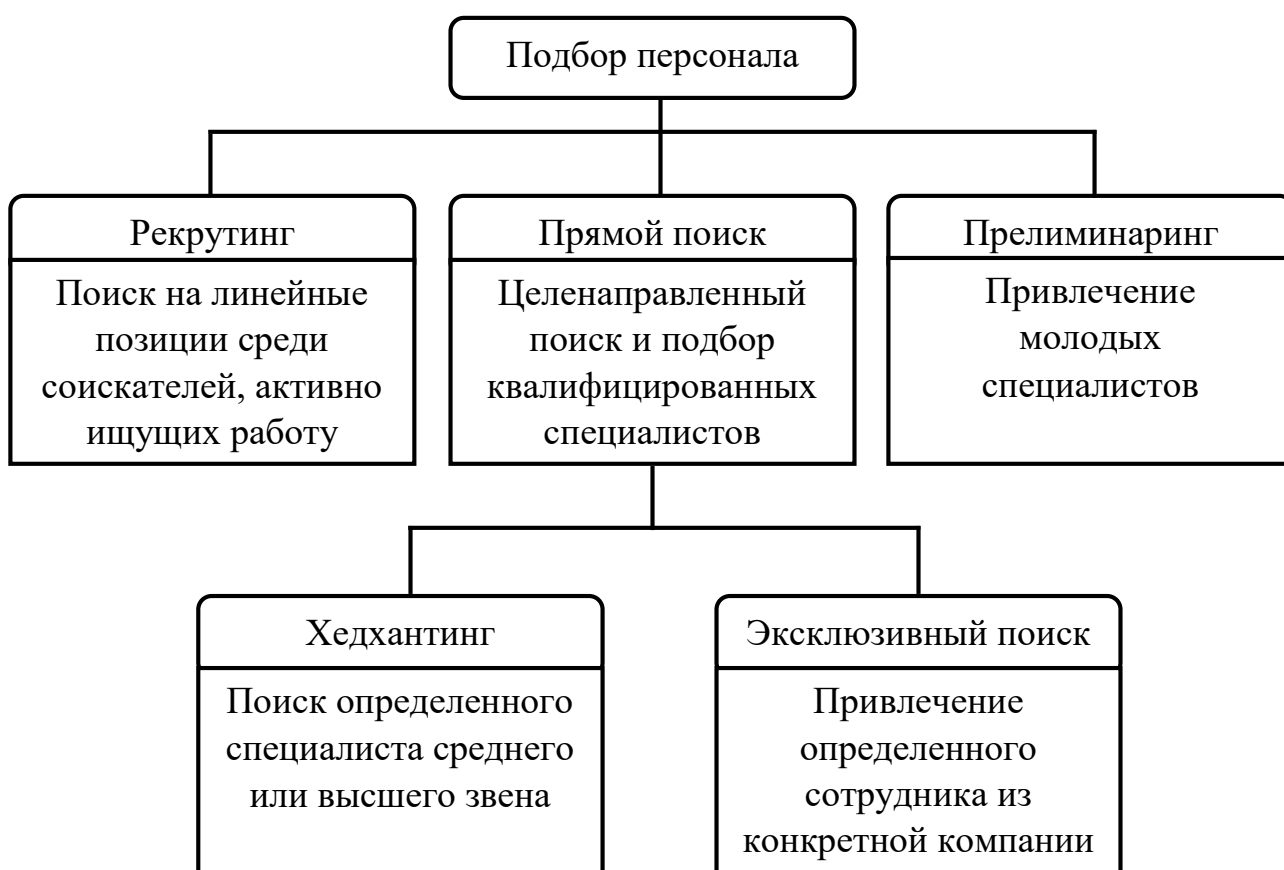 Подбор персонала
Рекрутинг
Поиск на линейные
позиции среди
соискателей, активно
ищущих работу
Прямой поиск
Целенаправленный
поиск и подбор
квалифицированных
специалистов
Прелиминаринг
Привлечение
молодых
специалистов
Хедхантинг
Поиск определенного
специалиста среднего
или высшего звена
Эксклюзивный поиск
Привлечение
определенного
сотрудника из
конкретной компании